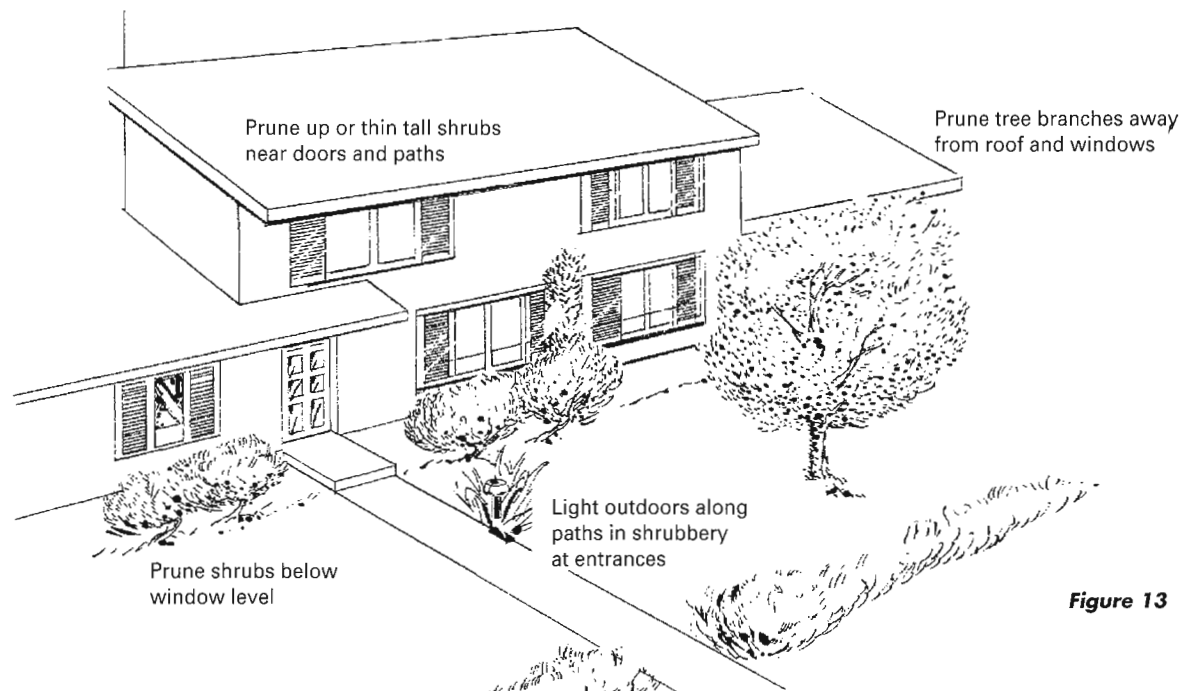 Prune up or thin tall shrubs
near doors and paths
Prune tree branches away
from roof and windows
Light outdoors along
paths in shrubbery
at entrances
Prune shrubs below
window level
Figure 13